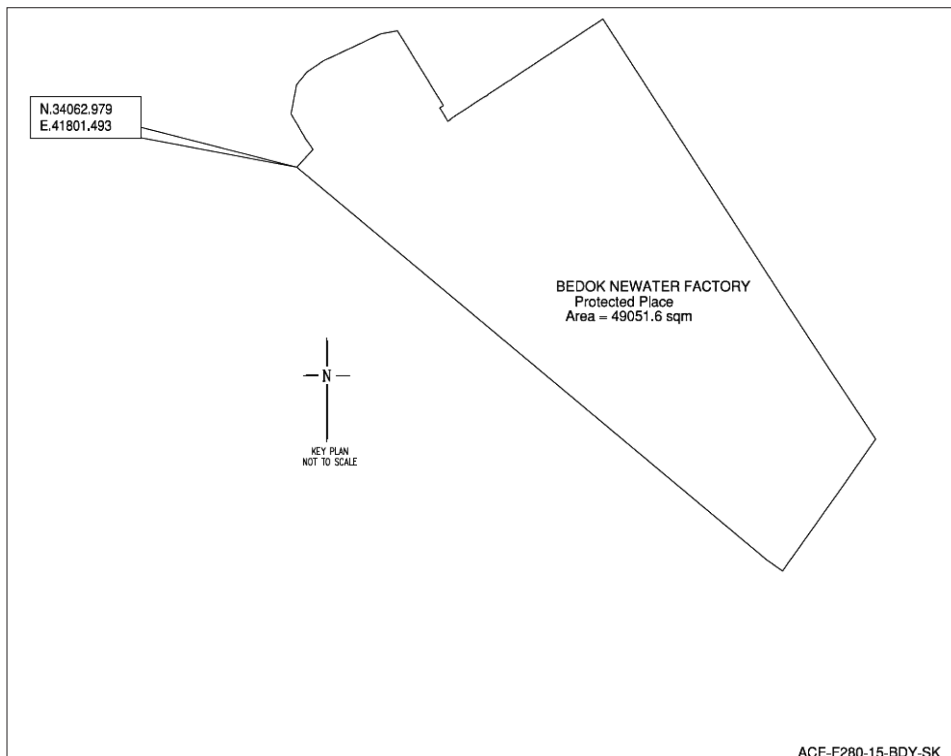 N.34062.979
E.41801.493
BEDOK NEWATER FACTORY
Protected Place
Area = 49051.6 sqm
N
KEY PLAN
NOT TO SCALE
ACE-F280-15-BDY-SK